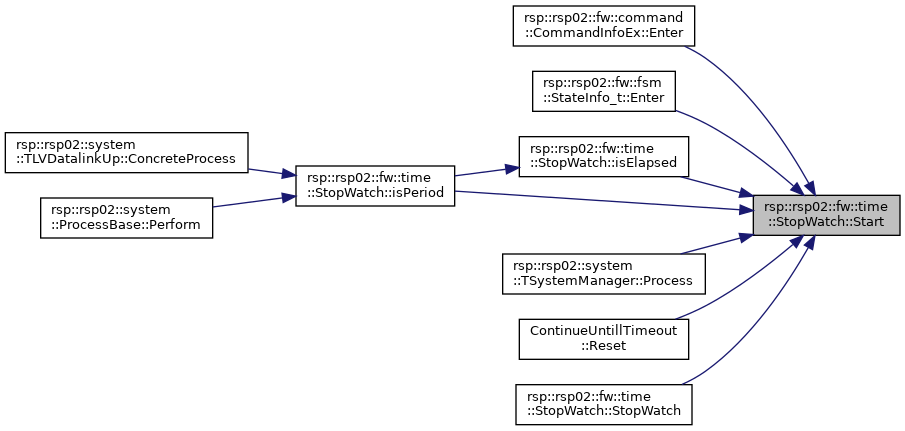 rsp::rsp02::fw::command
::CommandInfoEx::Enter
rsp::rsp02::fw::fsm
::StateInfo_t::Enter
rsp::rsp02::system
::TLVDatalinkUp::ConcreteProcess
rsp::rsp02::fw::time
::StopWatch::isElapsed
rsp::rsp02::fw::time
::StopWatch::isPeriod
rsp::rsp02::system
::ProcessBase::Perform
rsp::rsp02::fw::time
::StopWatch::Start
rsp::rsp02::system
::TSystemManager::Process
ContinueUntillTimeout
::Reset
rsp::rsp02::fw::time
::StopWatch::StopWatch